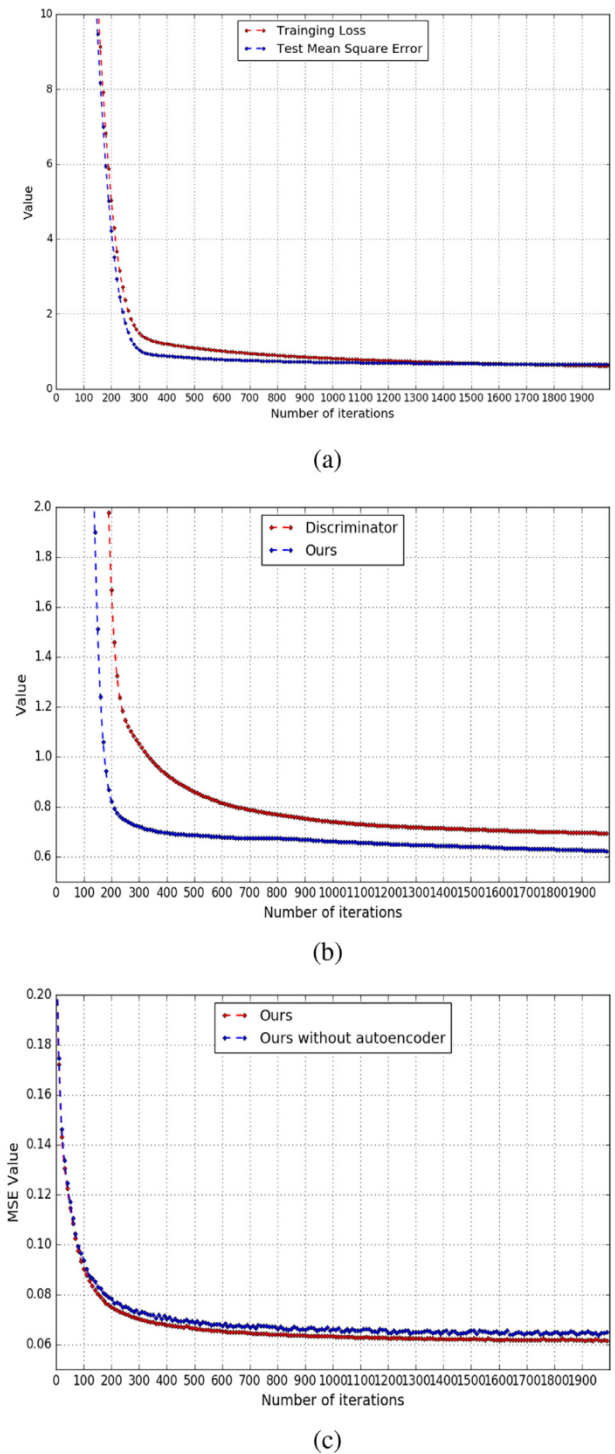 10
8
6
4
2
0
Value
Trainging Loss
Test Mean Square Error
0 100 200 300 400 500 600 700 800 900 1000 1100 1200 1300 1400 1500 1600 1700 1800 1900
Number of iterations
(a)
2.0
1.8
1.6
1.4
1.2
1.0
0.8
0.6
Value
Discriminator
Ours
0 100 200 300 400 500 600 700 800 900 1000 1100 1200 1300 1400 1500 1600 1700 1800 1900
Number of iterations
(b)
0.20
0.18
0.16
0.14
0.12
0.10
0.08
0.06
MSE Value
Ours
Ours without autoencoder
0 100 200 300 400 500 600 700 800 900 1000 1100 1200 1300 1400 1500 1600 1700 1800 1900
Number of iterations
(c)